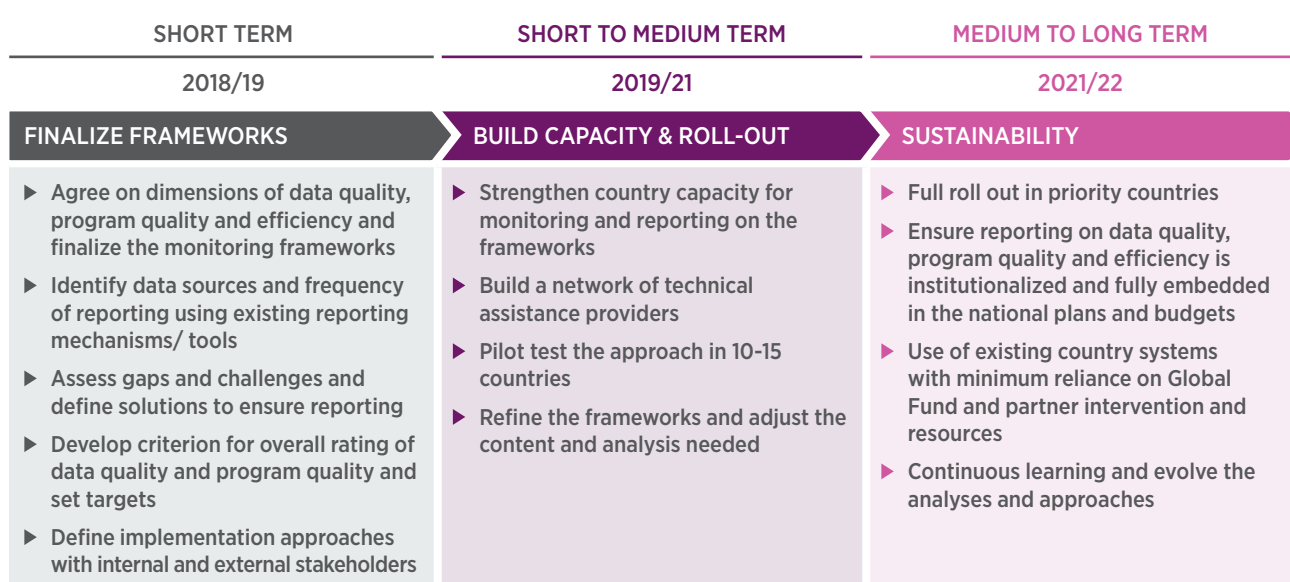 SHORT TERM
2018/19
FINALIZE FRAMEWORKS
▶ Agree on dimensions of data quality,
program quality and efficiency and
finalize the monitoring frameworks
▶ Identify data sources and frequency
of reporting using existing reporting
mechanisms/ tools
▶ Assess gaps and challenges and
define solutions to ensure reporting
▶ Develop criterion for overall rating of
data quality and program quality and
set targets
▶ Define implementation approaches
with internal and external stakeholders
SHORT TO MEDIUM TERM
2019/21
BUILD CAPACITY & ROLL-OUT
▶ Strengthen country capacity for
monitoring and reporting on the
frameworks
▶ Build a network of technical
assistance providers
▶ Pilot test the approach in 10-15
countries
▶ Refine the frameworks and adjust the
content and analysis needed
MEDIUM TO LONG TERM
2021/22
SUSTAINABILITY
▶ Full roll out in priority countries
▶ Ensure reporting on data quality,
program quality and efficiency is
institutionalized and fully embedded
in the national plans and budgets
▶ Use of existing country systems
with minimum reliance on Global
Fund and partner intervention and
resources
▶ Continuous learning and evolve the
analyses and approaches